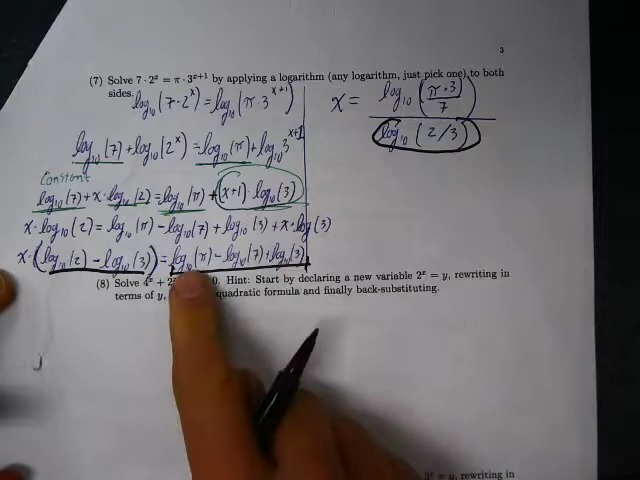 3
(7) Solve 7 · 2^x = π · 3^{x+1} by applying a logarithm (any logarithm, just pick one) to both
sides.
log₁₀(7·2^x) = log₁₀(π·3^{x+1})
log₁₀(7) + log₁₀(2^x) = log₁₀(π) + log₁₀3^{x+1}
Constant
log₁₀(7) + x·log₁₀(2) = log₁₀(π) + (x+1)·log₁₀(3)
x·log₁₀(2) = log₁₀(π) − log₁₀(7) + log₁₀(3) + x·log(3)
x·(log₁₀(2) − log₁₀(3)) = log₁₀(π) − log₁₀(7) + log₁₀(3)
x = log₁₀(π·3/7) / log₁₀(2/3)
(8) Solve 4^x + 2 0. Hint: Start by declaring a new variable 2^x = y, rewriting in
terms of y, quadratic formula and finally back-substituting.
3^x = y, rewriting in